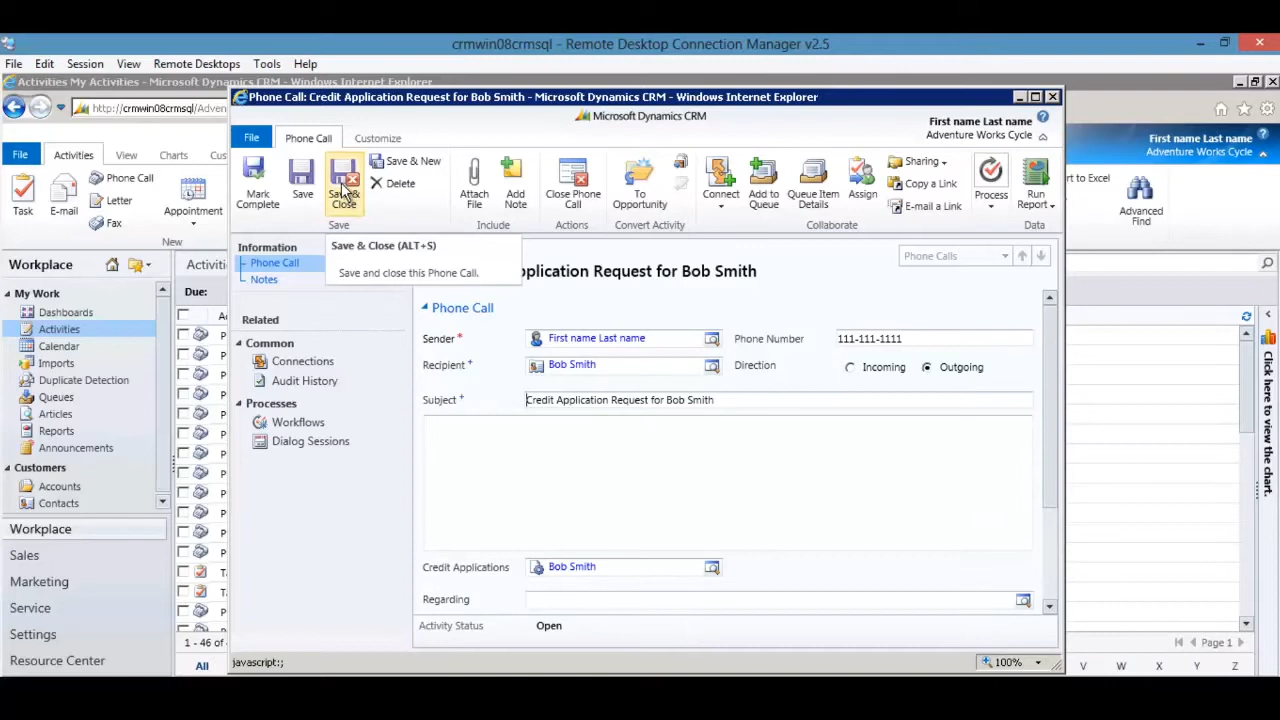 crmwin08crmsql - Remote Desktop Connection Manager v2.5
File Edit Session View Remote Desktops Tools Help
Activities My Activities - Microsoft Dynamics CRM - Windows Internet Explorer
http://crmwin08crmsql/Adven
Phone Call: Credit Application Request for Bob Smith - Microsoft Dynamics CRM - Windows Internet Explorer
Microsoft Dynamics CRM
First name Last name
Adventure Works Cycle
File Phone Call Customize
Mark Complete
Save
Save & Close
Save & New
Delete
Save
Attach File
Add Note
Include
Close Phone Call
Actions
To Opportunity
Convert Activity
Connect
Add to Queue
Queue Item Details
Assign
Sharing
Copy a Link
E-mail a Link
Collaborate
Process
Run Report
Data
First name Last name
Adventure Works Cycle
to Excel
Advanced Find
File Activities View Charts Cus
Task
E-mail
Phone Call
Letter
Fax
Appointment
New
Save & Close (ALT+S)
Save and close this Phone Call.
Information
Phone Call
Notes
Related
Common
Connections
Audit History
Processes
Workflows
Dialog Sessions
pplication Request for Bob Smith
Phone Calls
Phone Call
Sender * First name Last name
Phone Number 111-111-1111
Recipient + Bob Smith
Direction Incoming Outgoing
Subject + Credit Application Request for Bob Smith
Credit Applications Bob Smith
Regarding
Activity Status Open
javascript:;
100%
Workplace
Activiti
Due:
My Work
Dashboards
Activities
Calendar
Imports
Duplicate Detection
Queues
Articles
Reports
Announcements
Customers
Accounts
Contacts
Workplace
Sales
Marketing
Service
Settings
Resource Center
1 - 46 of
All
Click here to view the chart.
Page 1
V W X Y Z